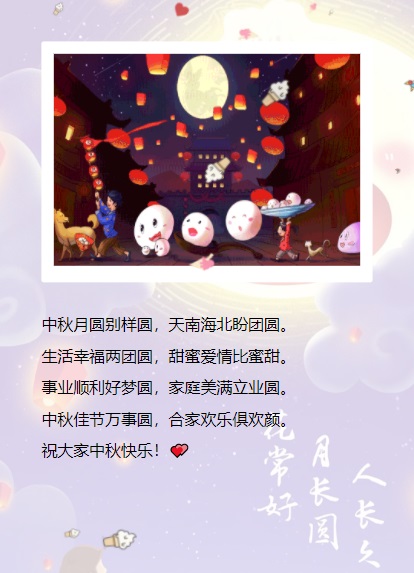 中秋月圆别样圆，天南海北盼团圆。
生活幸福两团圆，甜蜜爱情比蜜甜。
事业顺利好梦圆，家庭美满立业圆。
中秋佳节万事圆，合家欢乐俱欢颜。
祝大家中秋快乐！
花常好
月长圆
人长久